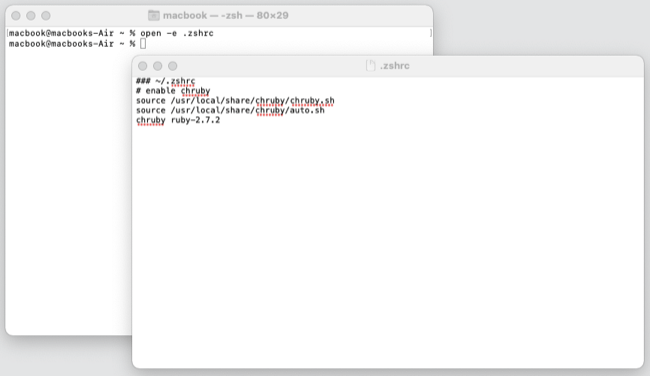 macbook — -zsh — 80×29
macbook@macbooks-Air ~ % open -e .zshrc
macbook@macbooks-Air ~ %
.zshrc
### ~/.zshrc
# enable chruby
source /usr/local/share/chruby/chruby.sh
source /usr/local/share/chruby/auto.sh
chruby ruby-2.7.2